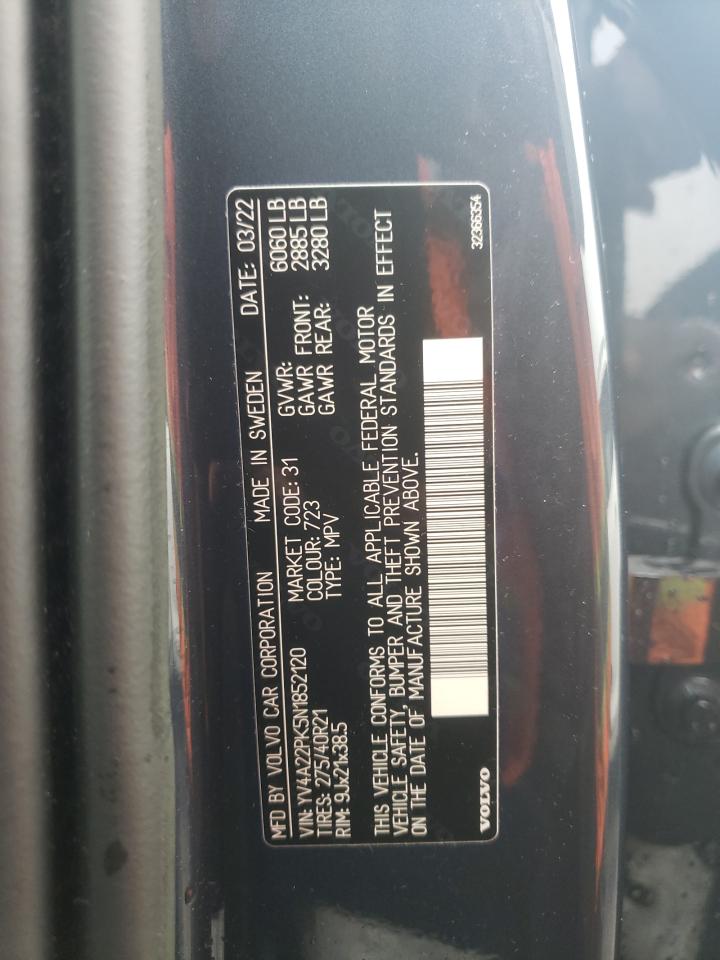 MFD BY VOLVO CAR CORPORATION MADE IN SWEDEN DATE: 03/22
VIN: YV4A22PK5N1852120 GVWR: 6060 LB
TIRES: 275/40R21 MARKET CODE: 31 GAWR FRONT: 2885 LB
RIM: 9Jx21x38.5 COLOUR: 723 GAWR REAR: 3280 LB
TYPE: MPV
THIS VEHICLE CONFORMS TO ALL APPLICABLE FEDERAL MOTOR
VEHICLE SAFETY, BUMPER AND THEFT PREVENTION STANDARDS IN EFFECT
ON THE DATE OF MANUFACTURE SHOWN ABOVE.
VOLVO 32366354